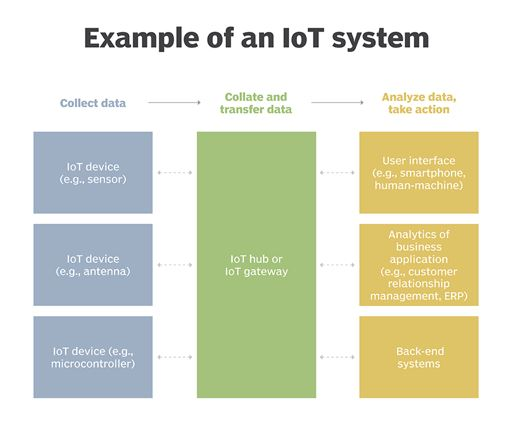 Example of an IoT system
Collect data
Collate and
transfer data
Analyze data,
take action
IoT device
(e.g., sensor)
IoT device
(e.g., antenna)
IoT device (e.g.,
microcontroller)
IoT hub or
IoT gateway
User interface
(e.g., smartphone,
human-machine)
Analytics of
business
application
(e.g., customer
relationship
management, ERP)
Back-end
systems